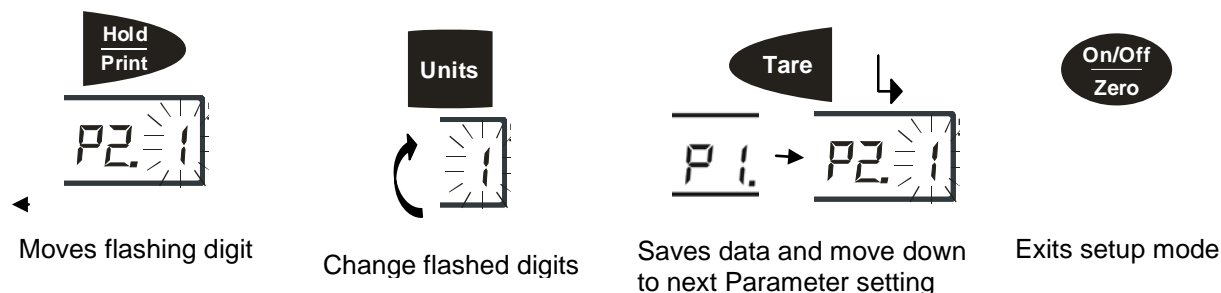 Hold
Print
P2. 1
Moves flashing digit
Units
1
Change flashed digits
Tare
P1.
P2. 1
Saves data and move down
to next Parameter setting
On/Off
Zero
Exits setup mode